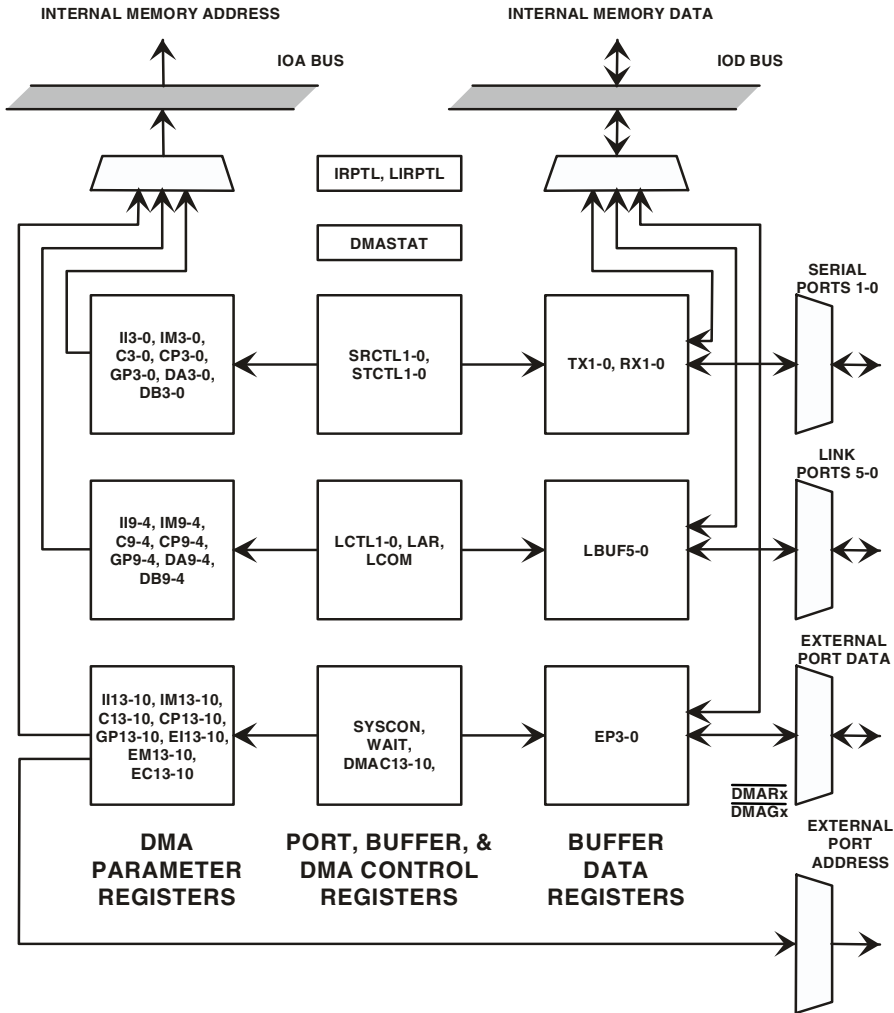 INTERNAL MEMORY ADDRESS
INTERNAL MEMORY DATA
IOA BUS
IOD BUS
IRPTL, LIRPTL
DMASTAT
SERIAL
PORTS 1-0
II3-0, IM3-0,
C3-0, CP3-0,
GP3-0, DA3-0,
DB3-0
SRCTL1-0,
STCTL1-0
TX1-0, RX1-0
LINK
PORTS 5-0
II9-4, IM9-4,
C9-4, CP9-4,
GP9-4, DA9-4,
DB9-4
LCTL1-0, LAR,
LCOM
LBUF5-0
EXTERNAL
PORT DATA
II13-10, IM13-10,
C13-10, CP13-10,
GP13-10, EI13-10,
EM13-10,
EC13-10
SYSCON,
WAIT,
DMAC13-10,
EP3-0
DMARx
DMAGx
DMA
PARAMETER
REGISTERS
PORT, BUFFER, &
DMA CONTROL
REGISTERS
BUFFER
DATA
REGISTERS
EXTERNAL
PORT
ADDRESS